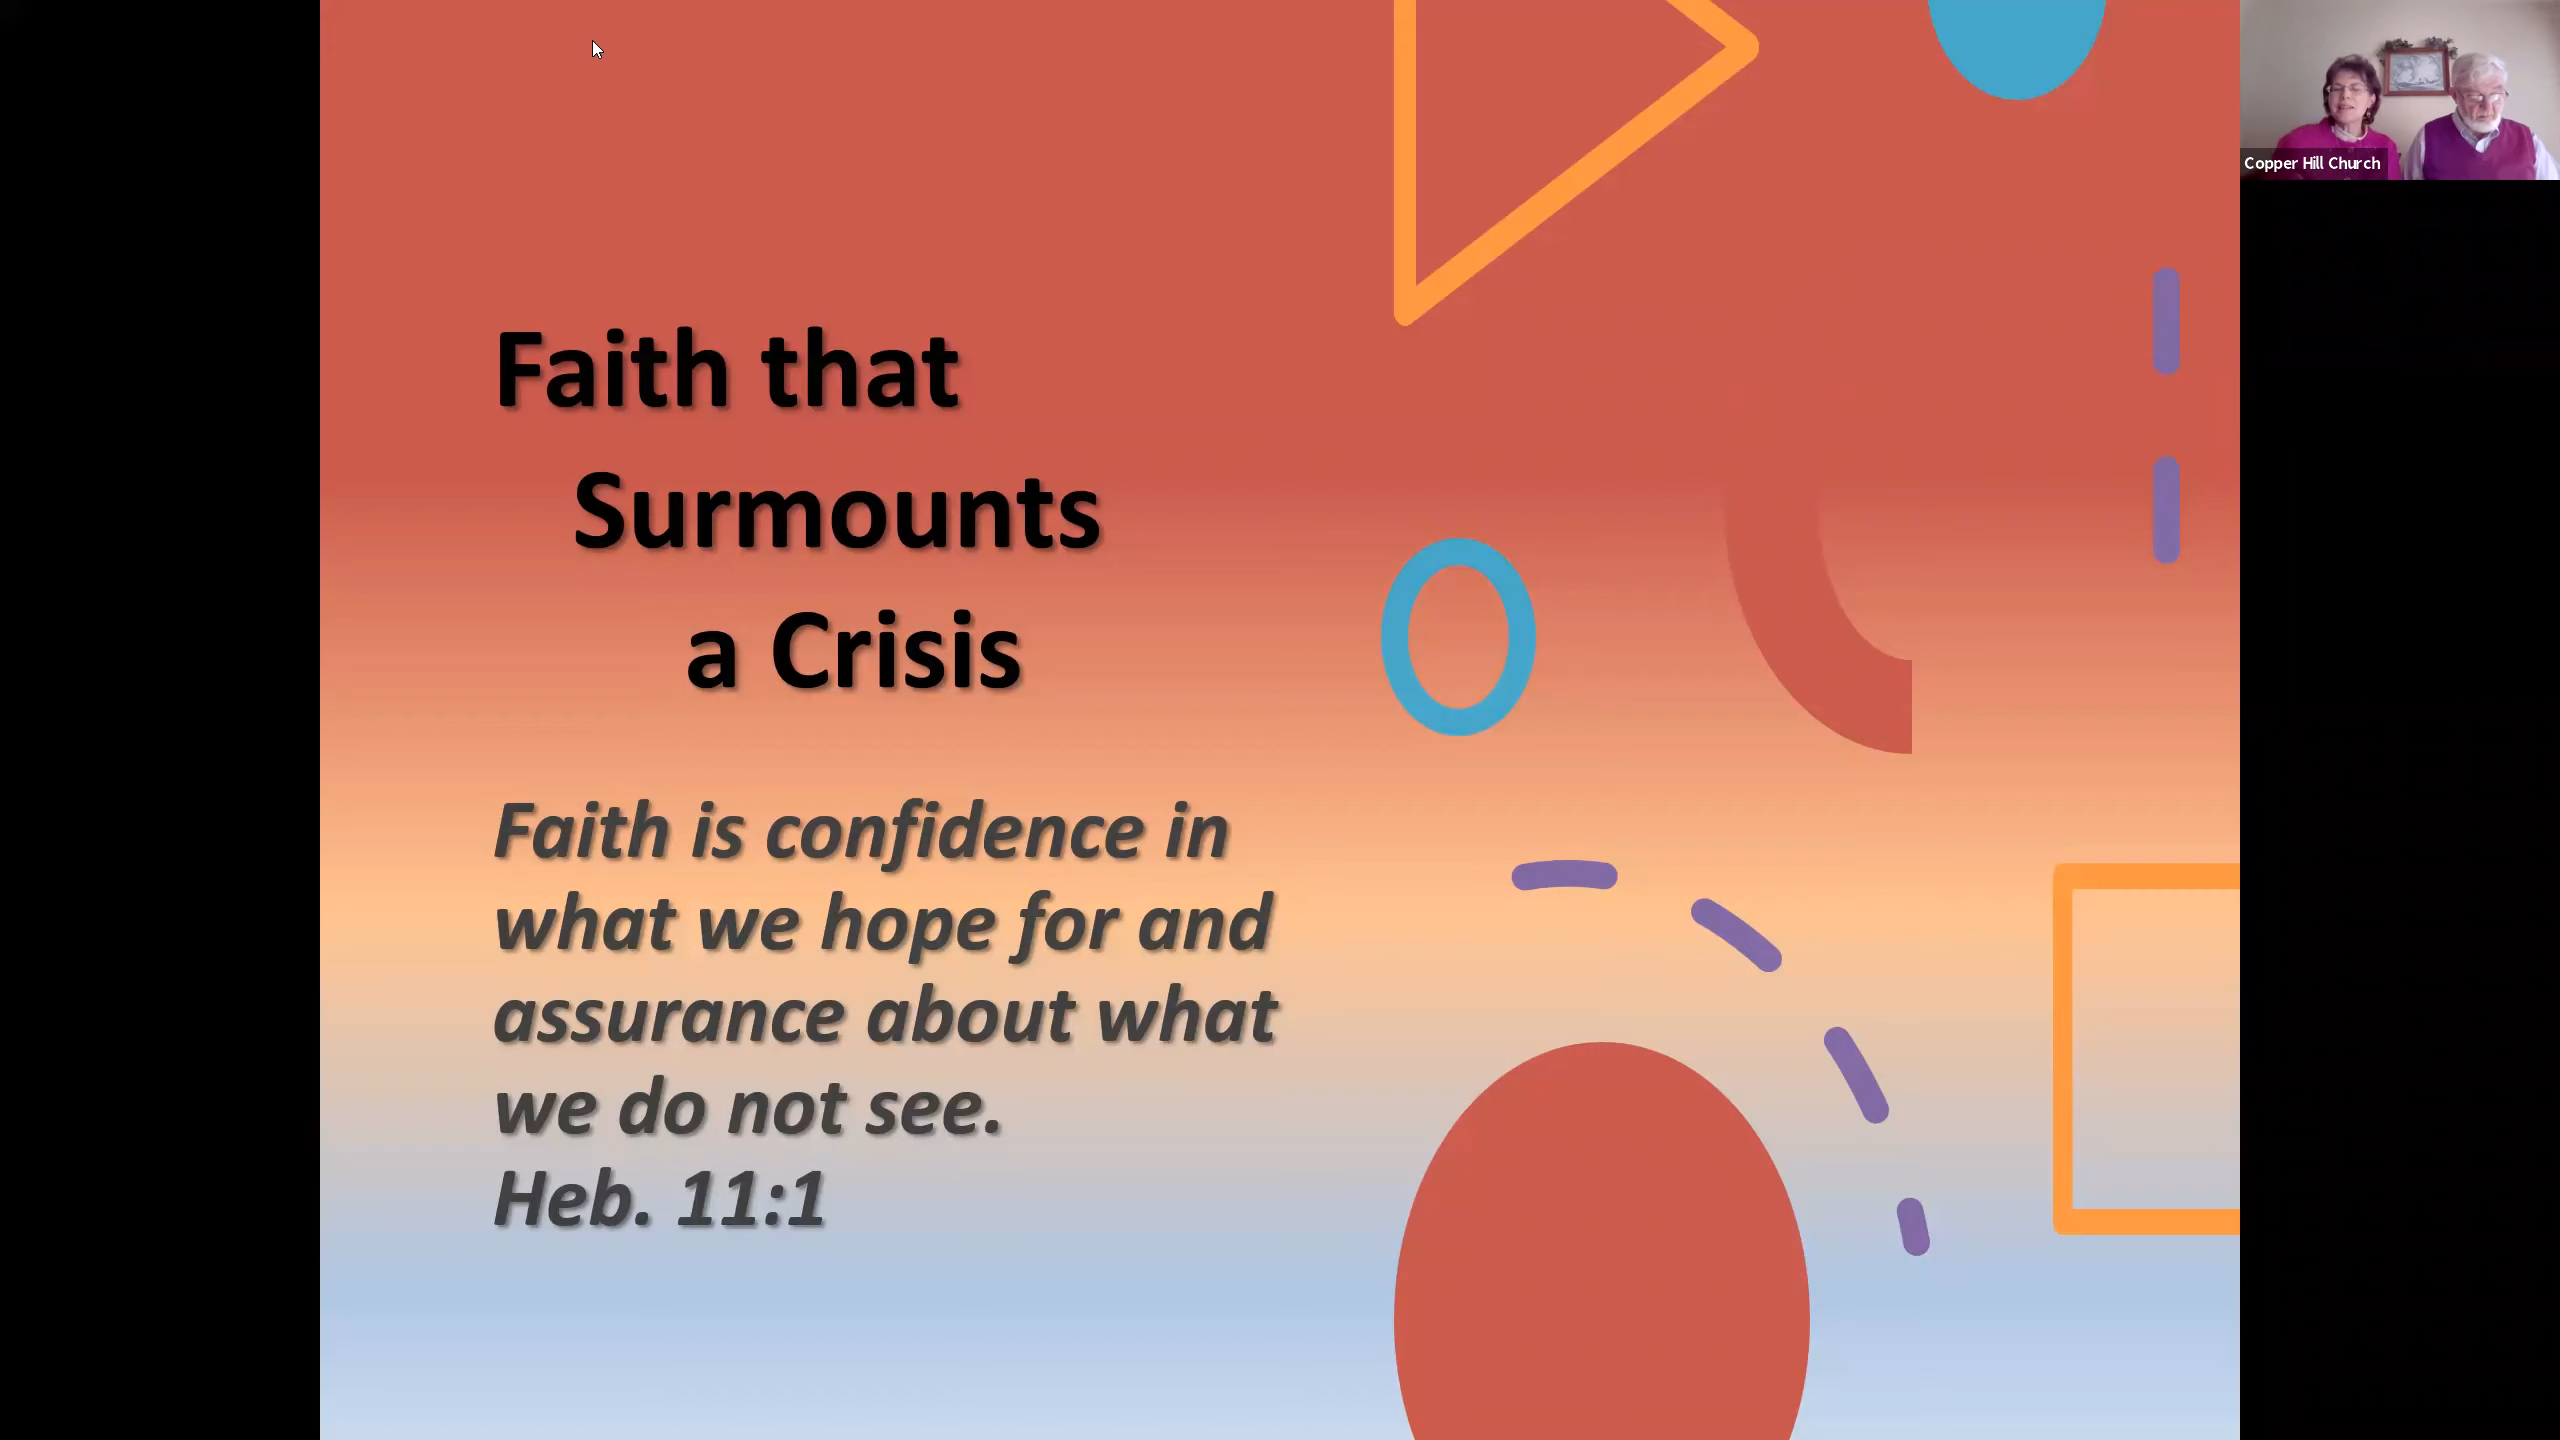 Faith that
Surmounts
a Crisis
Faith is confidence in
what we hope for and
assurance about what
we do not see.
Heb. 11:1
Copper Hill Church